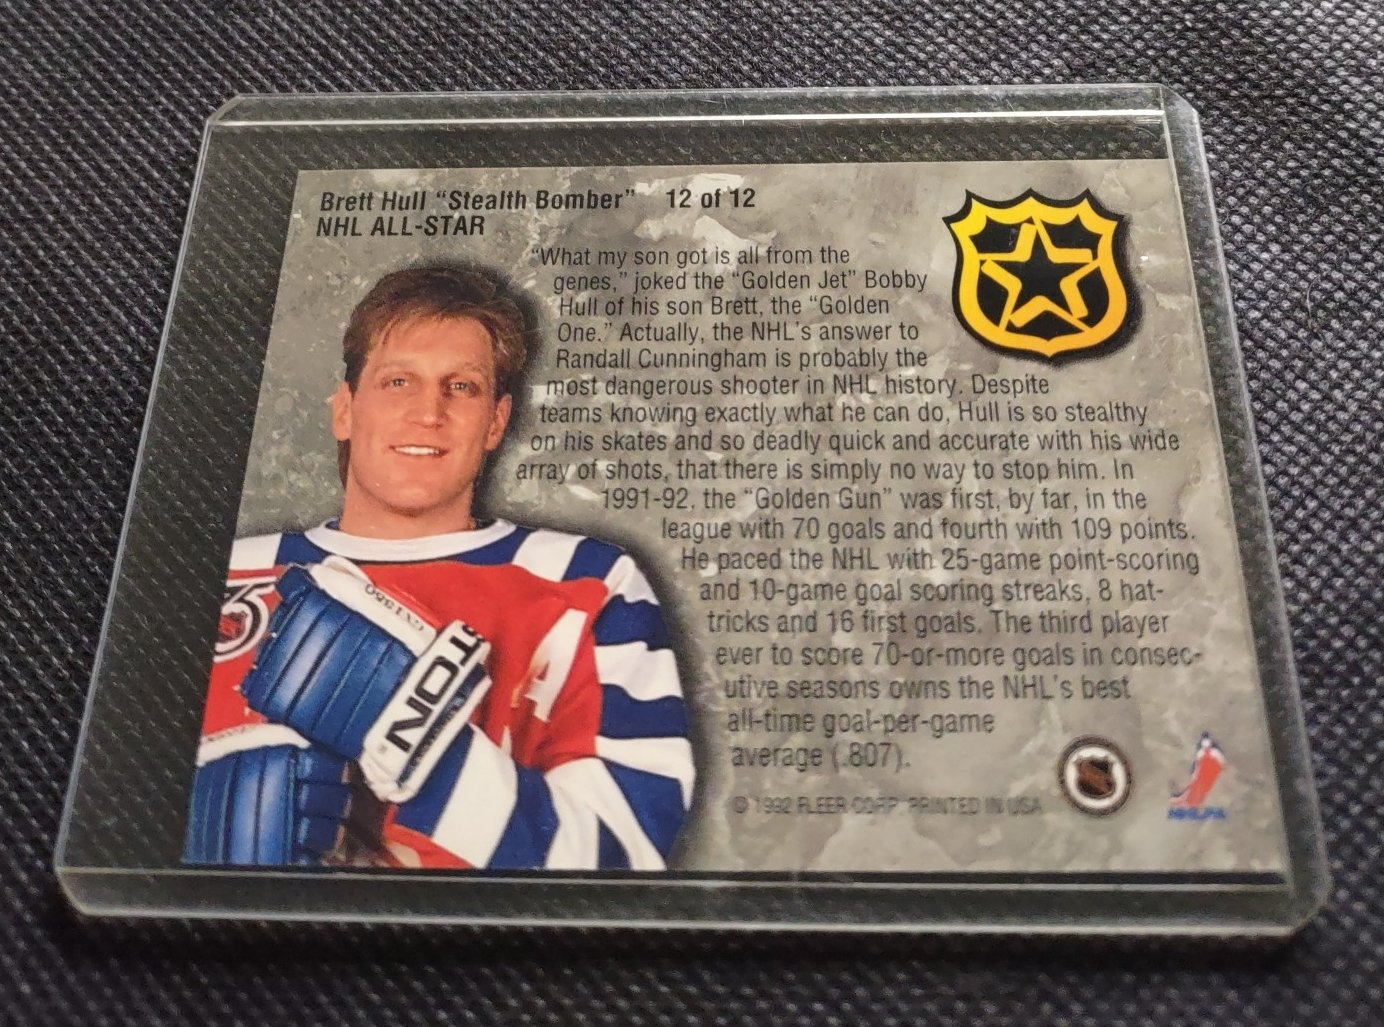 Brett Hull “Stealth Bomber” 12 of 12
NHL ALL-STAR
“What my son got is all from the
genes,” joked the “Golden Jet” Bobby
Hull of his son Brett, the “Golden
One.” Actually, the NHL's answer to
Randall Cunningham is probably the
most dangerous shooter in NHL history. Despite
teams knowing exactly what he can do, Hull is so stealthy
on his skates and so deadly quick and accurate with his wide
array of shots, that there is simply no way to stop him. In
1991-92, the “Golden Gun” was first, by far, in the
league with 70 goals and fourth with 109 points.
He paced the NHL with 25-game point-scoring
and 10-game goal scoring streaks, 8 hat-
tricks and 16 first goals. The third player
ever to score 70-or-more goals in consec-
utive seasons owns the NHL's best
all-time goal-per-game
average (.807).
© 1992 FLEER CORP. PRINTED IN USA
NHLPA
75
A
STON